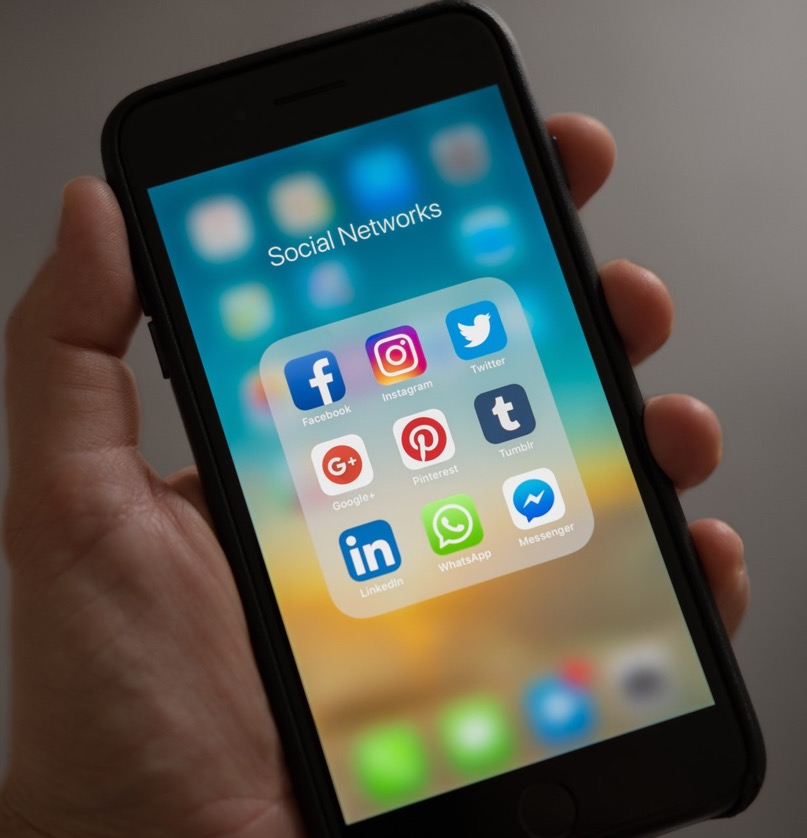 Social Networks
Facebook
Instagram
Twitter
Google+
Pinterest
Tumblr
LinkedIn
WhatsApp
Messenger